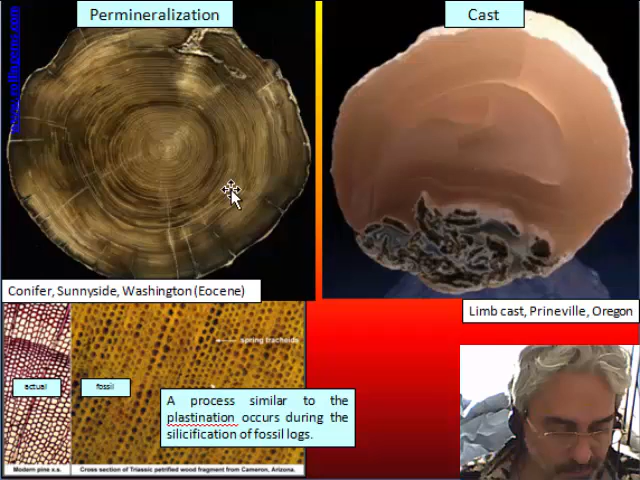 Permineralization
Cast
Conifer, Sunnyside, Washington (Eocene)
Limb cast, Prineville, Oregon
spring tracheids
actual
fossil
A process similar to the
plastination occurs during the
silicification of fossil logs.
Modern pine x.s.
Cross section of Triassic petrified wood fragment from Cameron, Arizona.